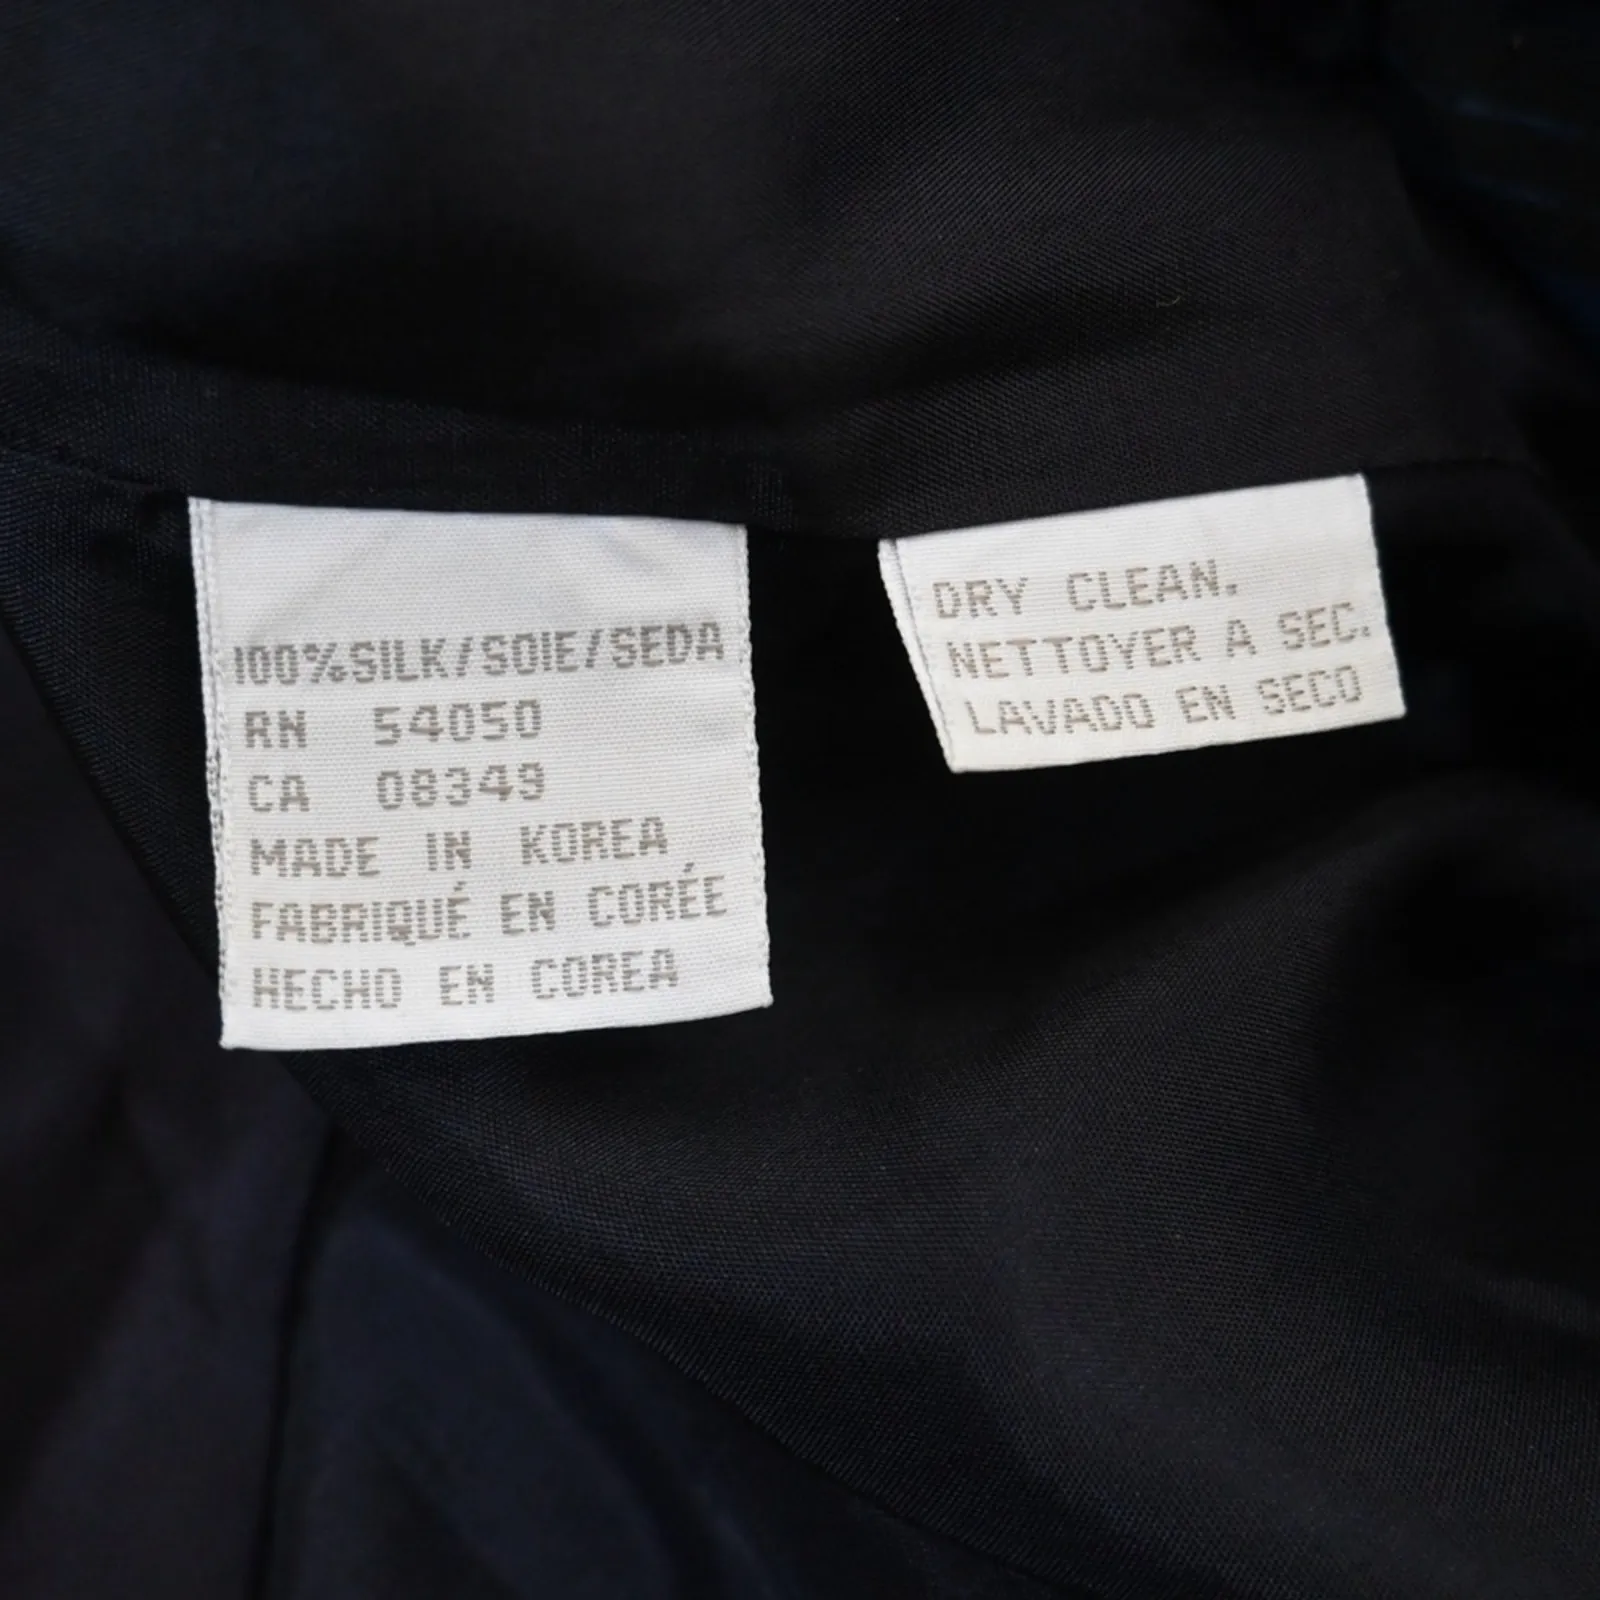 100%SILK/SOIE/SEDA
RN 54050
CA 08349
MADE IN KOREA
FABRIQUÉ EN CORÉE
HECHO EN COREA
DRY CLEAN.
NETTOYER A SEC.
LAVADO EN SECO